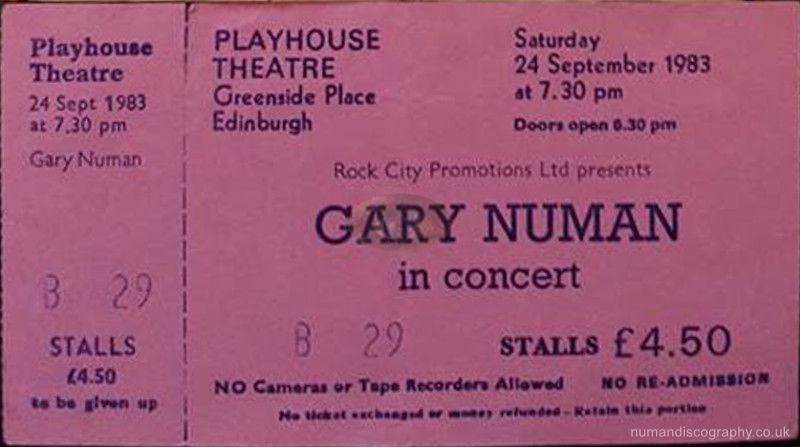 Playhouse
Theatre
24 Sept 1983
at 7.30 pm
Gary Numan
B 29
STALLS
£4.50
to be given up
PLAYHOUSE
THEATRE
Greenside Place
Edinburgh
Saturday
24 September 1983
at 7.30 pm
Doors open 6.30 pm
Rock City Promotions Ltd presents
GARY NUMAN
in concert
B 29
STALLS £4.50
NO Cameras or Tape Recorders Allowed NO RE-ADMISSION
No ticket exchanged or money refunded - Retain this portion
numandiscography.co.uk